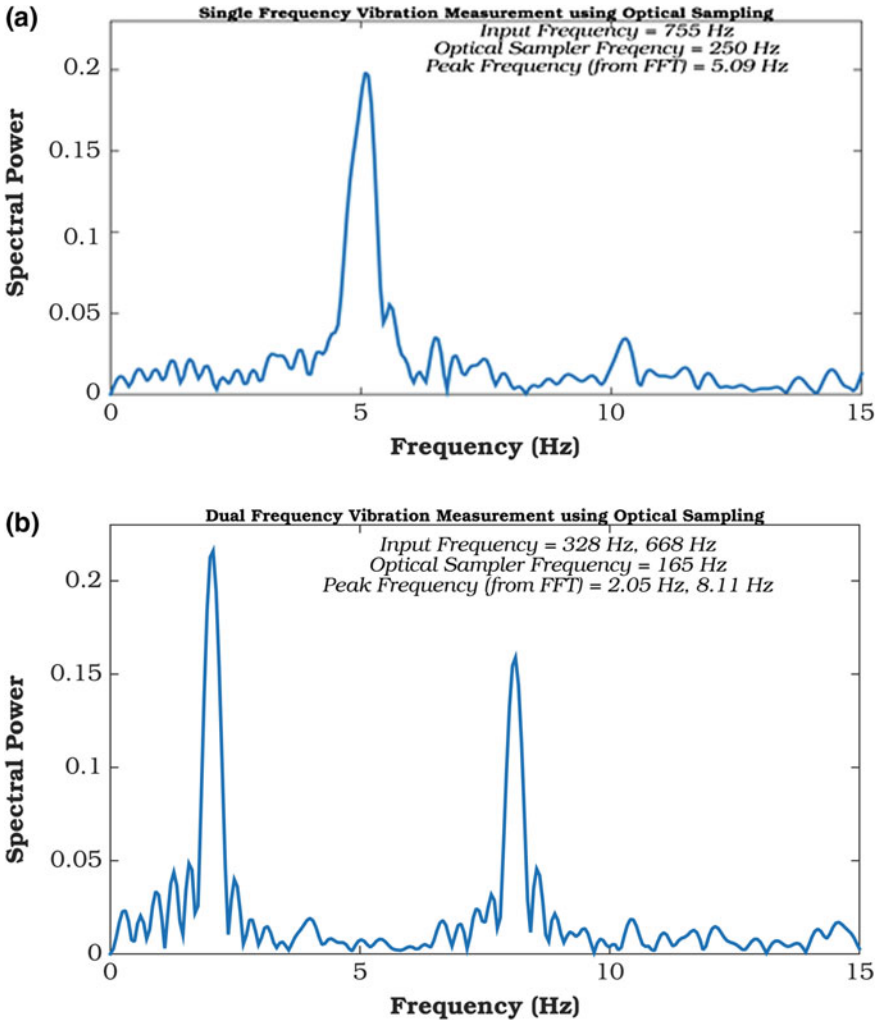 (a)
Single Frequency Vibration Measurement using Optical Sampling
Input Frequency = 755 Hz
Optical Sampler Freqency = 250 Hz
Peak Frequency (from FFT) = 5.09 Hz
0.2
0.15
0.1
0.05
0
Spectral Power
0 5 10 15
Frequency (Hz)
(b)
Dual Frequency Vibration Measurement using Optical Sampling
Input Frequency = 328 Hz, 668 Hz
Optical Sampler Frequency = 165 Hz
Peak Frequency (from FFT) = 2.05 Hz, 8.11 Hz
0.2
0.15
0.1
0.05
0
Spectral Power
0 5 10 15
Frequency (Hz)